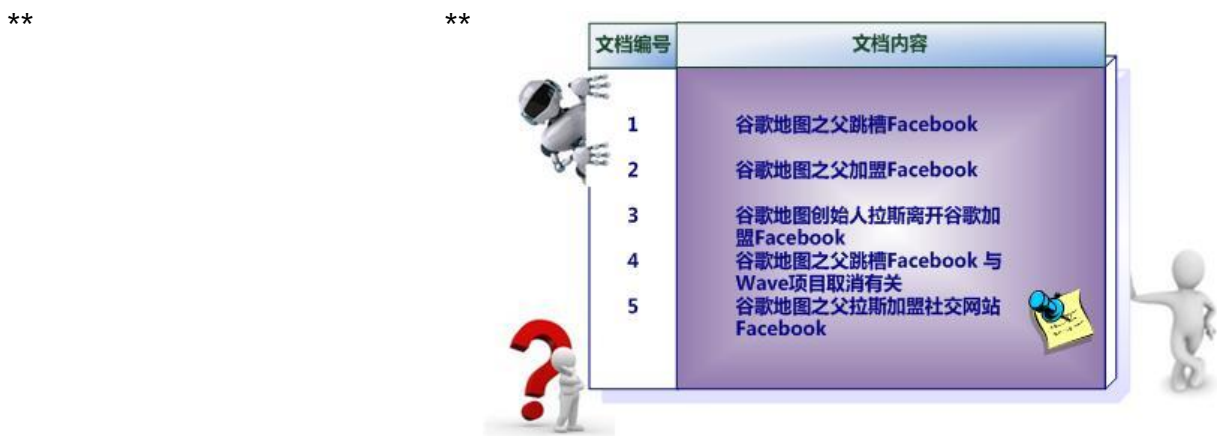 ** **
文档编号 文档内容
1 谷歌地图之父跳槽Facebook
2 谷歌地图之父加盟Facebook
3 谷歌地图创始人拉斯离开谷歌加
盟Facebook
4 谷歌地图之父跳槽Facebook 与
Wave项目取消有关
5 谷歌地图之父拉斯加盟社交网站
Facebook